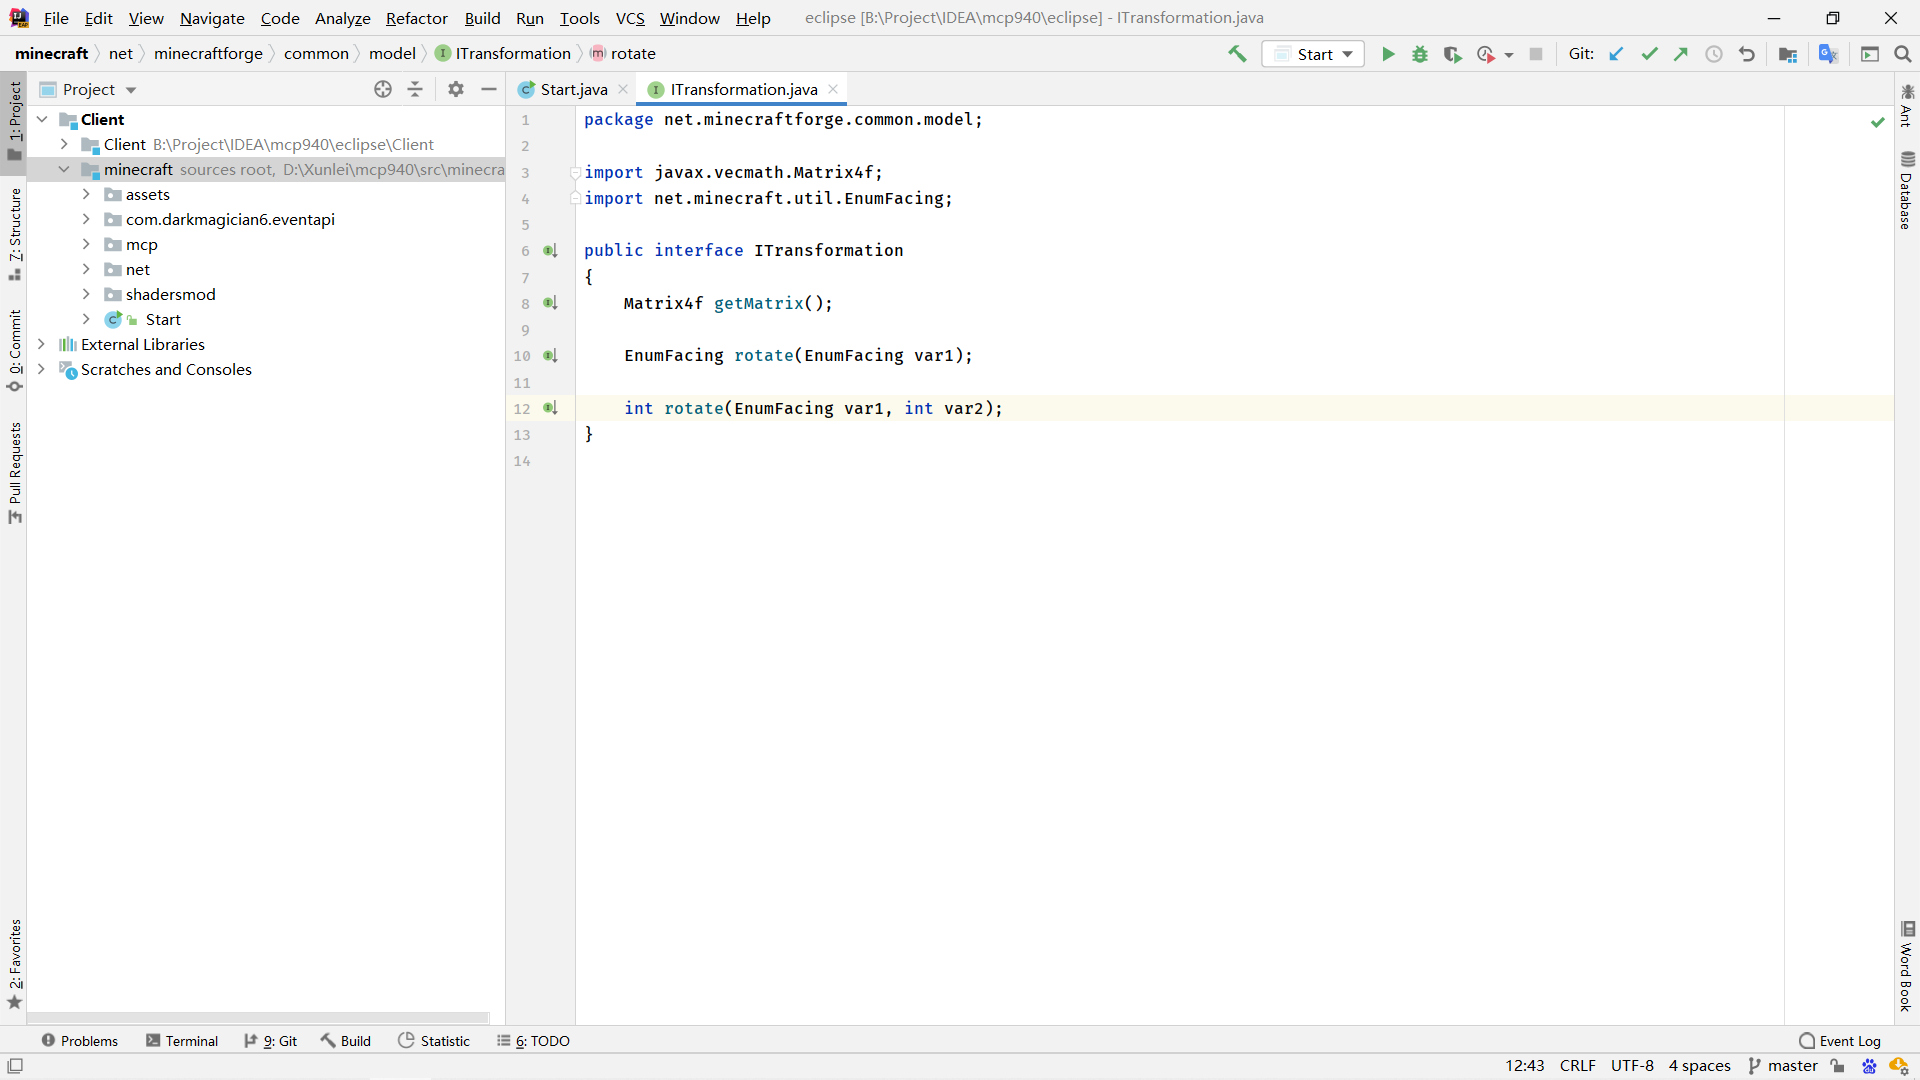 File Edit View Navigate Code Analyze Refactor Build Run Tools VCS Window Help eclipse [B:\Project\IDEA\mcp940\eclipse] - ITransformation.java
minecraft net minecraftforge common model ITransformation rotate Start Git:
Project
Start.java ITransformation.java
Client
Client B:\Project\IDEA\mcp940\eclipse\Client
minecraft sources root, D:\Xunlei\mcp940\src\minecra
assets
com.darkmagician6.eventapi
mcp
net
shadersmod
Start
External Libraries
Scratches and Consoles
1 package net.minecraftforge.common.model;
2
3 import javax.vecmath.Matrix4f;
4 import net.minecraft.util.EnumFacing;
5
6 public interface ITransformation
7 {
8 Matrix4f getMatrix();
9
10 EnumFacing rotate(EnumFacing var1);
11
12 int rotate(EnumFacing var1, int var2);
13 }
14
1: Project
7: Structure
0: Commit
Pull Requests
2: Favorites
Ant
Database
Word Book
Problems Terminal 9: Git Build Statistic 6: TODO Event Log
12:43 CRLF UTF-8 4 spaces master